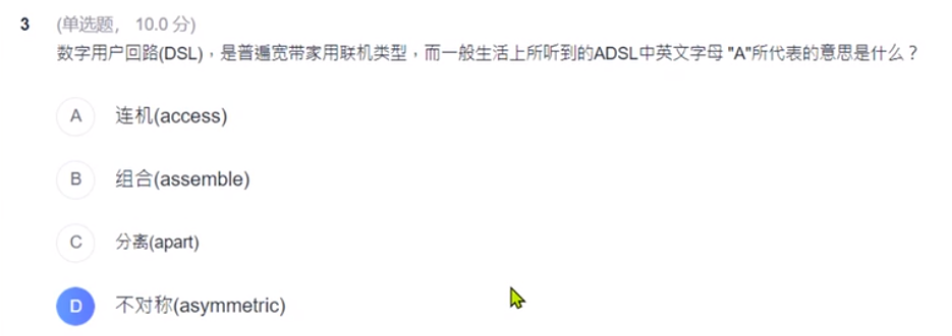 3 (单选题， 10.0 分)
数字用户回路(DSL)，是普遍宽带家用联机类型，而一般生活上所听到的ADSL中英文字母 "A"所代表的意思是什么？
A 连机(access)
B 组合(assemble)
C 分离(apart)
D 不对称(asymmetric)